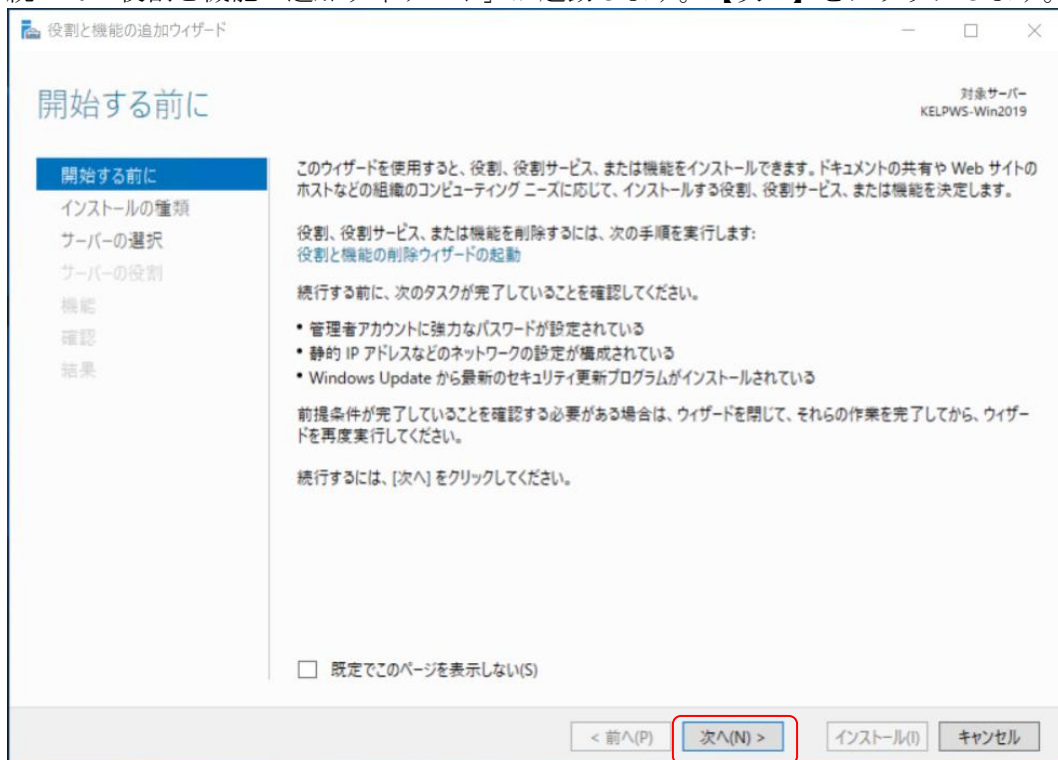 役割と機能の追加ウィザード
開始する前に
対象サーバー
KELPWS-Win2019
開始する前に
インストールの種類
サーバーの選択
サーバーの役割
機能
確認
結果
このウィザードを使用すると、役割、役割サービス、または機能をインストールできます。ドキュメントの共有や Web サイトの
ホストなどの組織のコンピューティング ニーズに応じて、インストールする役割、役割サービス、または機能を決定します。
役割、役割サービス、または機能を削除するには、次の手順を実行します:
役割と機能の削除ウィザードの起動
続行する前に、次のタスクが完了していることを確認してください。
• 管理者アカウントに強力なパスワードが設定されている
• 静的 IP アドレスなどのネットワークの設定が構成されている
• Windows Update から最新のセキュリティ更新プログラムがインストールされている
前提条件が完了していることを確認する必要がある場合は、ウィザードを閉じて、それらの作業を完了してから、ウィザー
ドを再度実行してください。
続行するには、[次へ] をクリックしてください。
既定でこのページを表示しない(S)
< 前へ(P)
次へ(N) >
インストール(I)
キャンセル